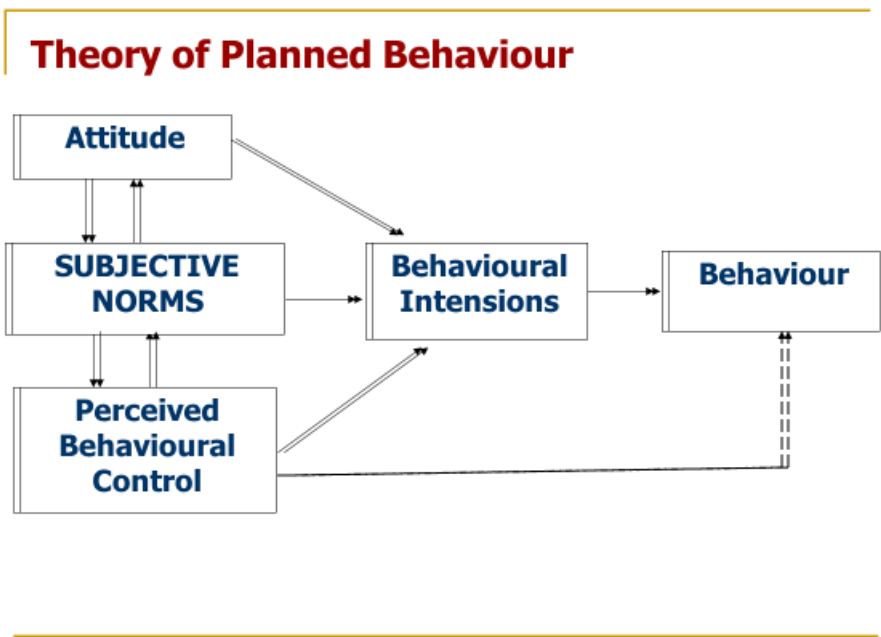 Theory of Planned Behaviour
Attitude
SUBJECTIVE
NORMS
Behavioural
Intensions
Behaviour
Perceived
Behavioural
Control